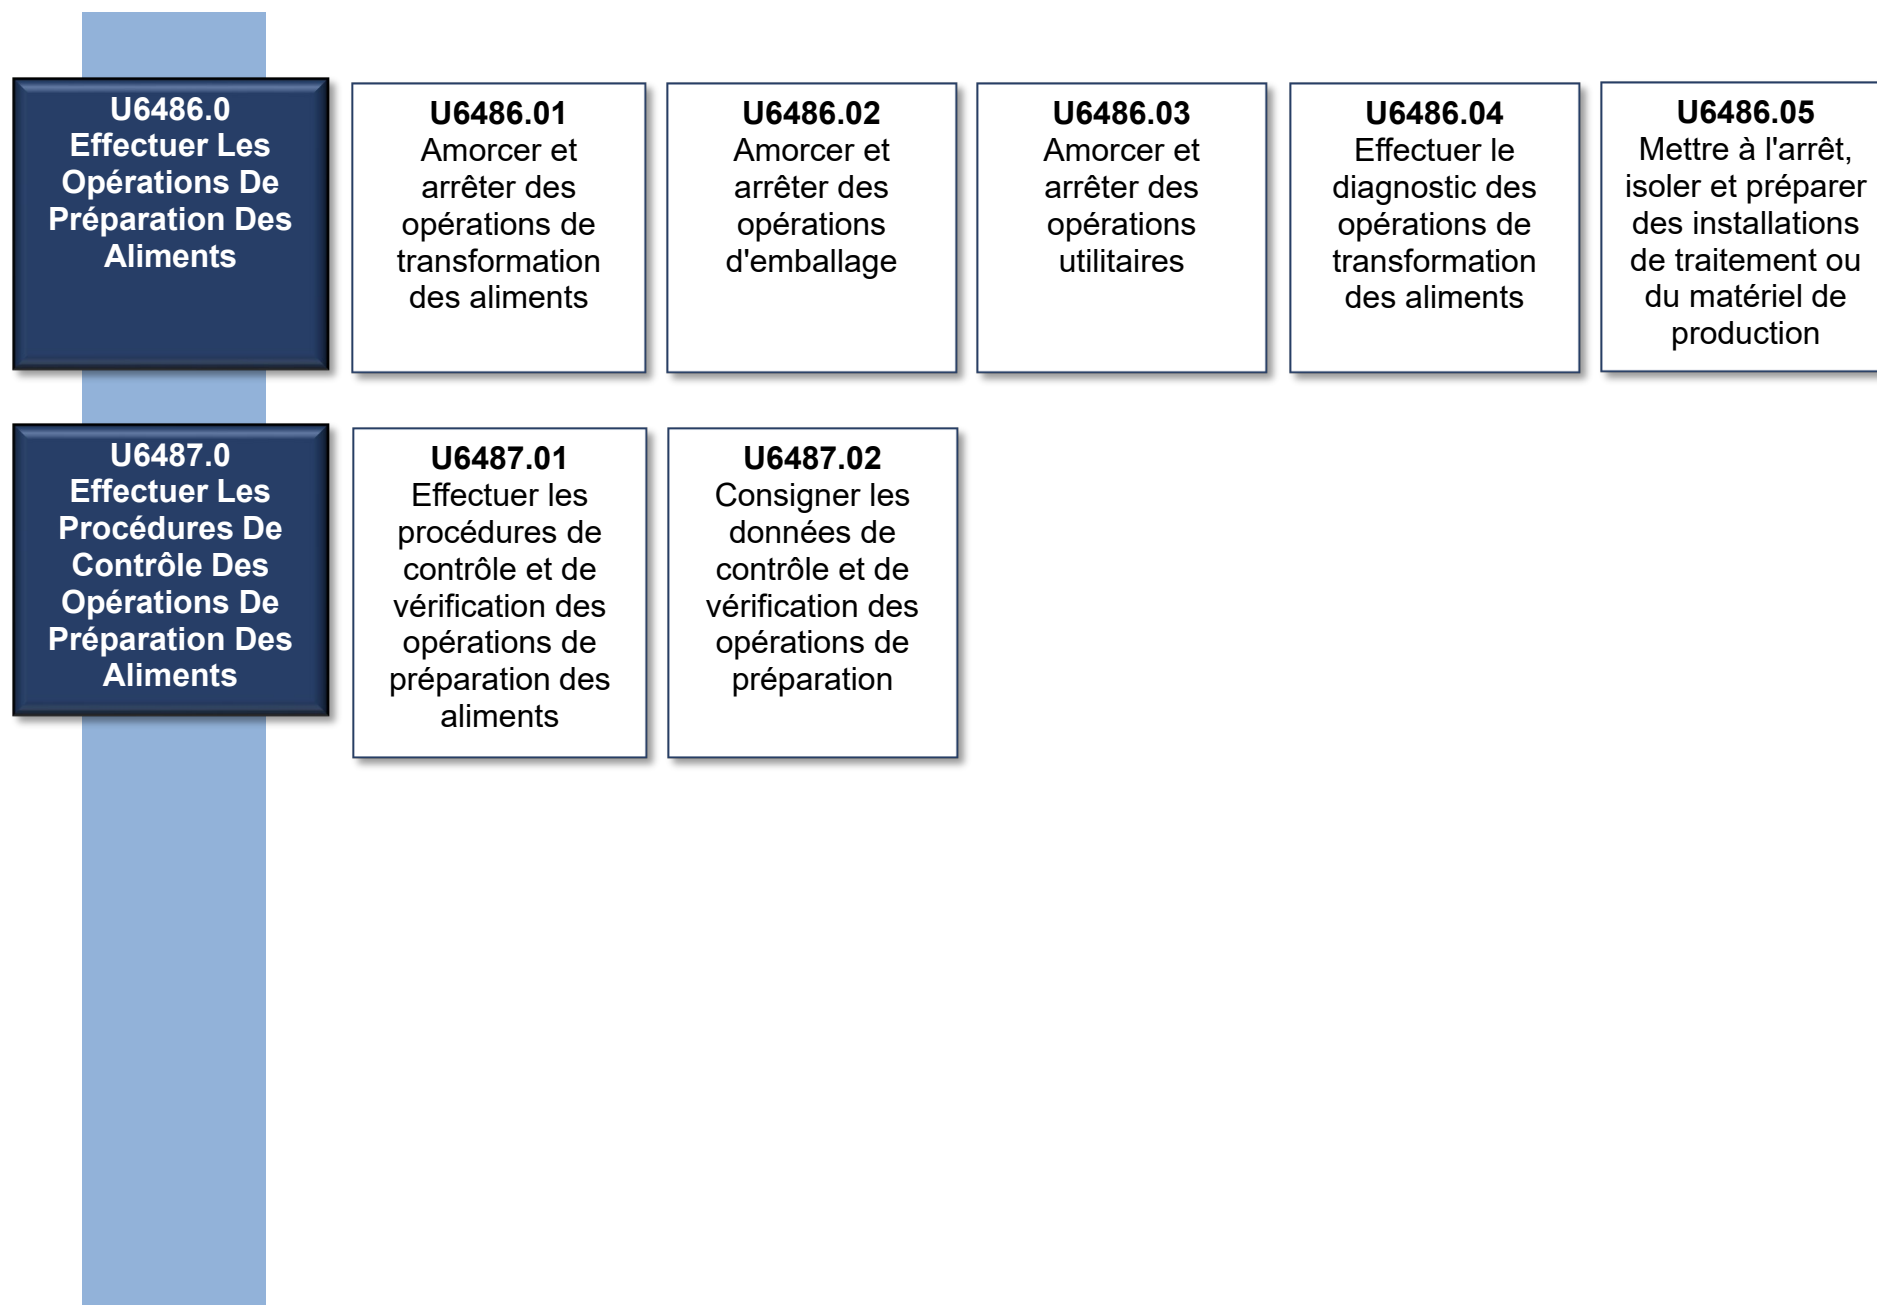 U6486.0
Effectuer Les
Opérations De
Préparation Des
Aliments
U6486.01
Amorcer et
arrêter des
opérations de
transformation
des aliments
U6486.02
Amorcer et
arrêter des
opérations
d'emballage
U6486.03
Amorcer et
arrêter des
opérations
utilitaires
U6486.04
Effectuer le
diagnostic des
opérations de
transformation
des aliments
U6486.05
Mettre à l'arrêt,
isoler et préparer
des installations
de traitement ou
du matériel de
production
U6487.0
Effectuer Les
Procédures De
Contrôle Des
Opérations De
Préparation Des
Aliments
U6487.01
Effectuer les
procédures de
contrôle et de
vérification des
opérations de
préparation des
aliments
U6487.02
Consigner les
données de
contrôle et de
vérification des
opérations de
préparation